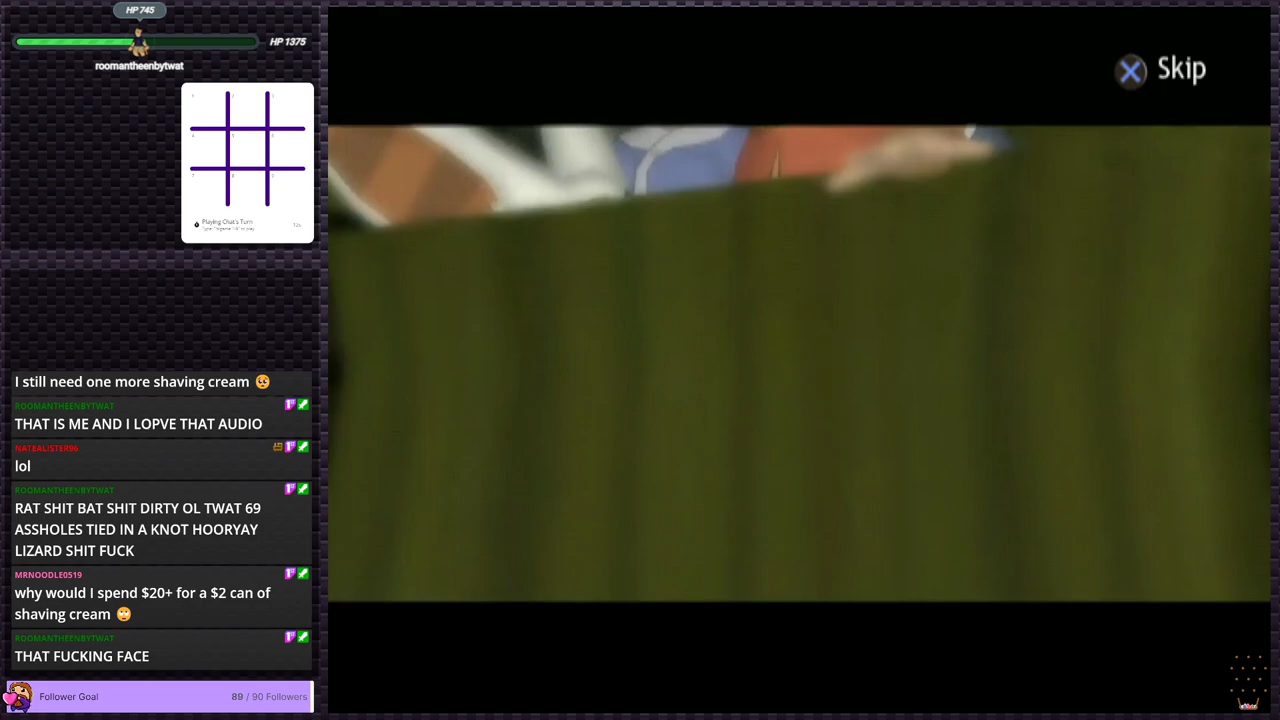 HP 745
HP 1375
roomantheenbytwat
Playing Chat's Turn
Skip
I still need one more shaving cream 🥺
ROOMANTHEENBYTWAT
THAT IS ME AND I LOPVE THAT AUDIO
NATEALISTER96
lol
ROOMANTHEENBYTWAT
RAT SHIT BAT SHIT DIRTY OL TWAT 69
ASSHOLES TIED IN A KNOT HOORYAY
LIZARD SHIT FUCK
MRNOODLE0519
why would I spend $20+ for a $2 can of
shaving cream 🙄
ROOMANTHEENBYTWAT
THAT FUCKING FACE
Follower Goal
89 / 90 Followers